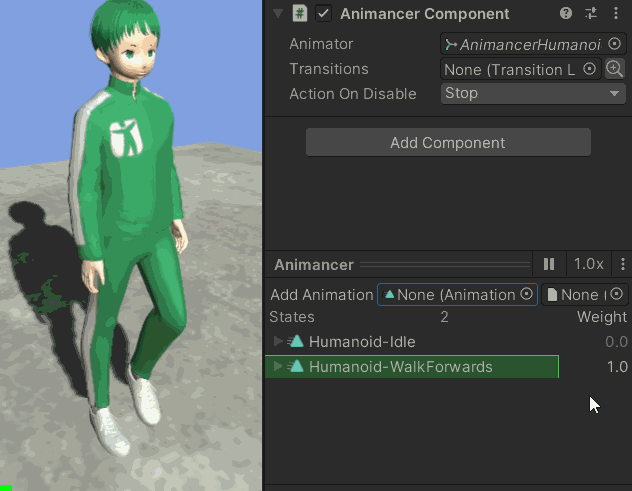 Animancer Component
Animator AnimancerHumanoi
Transitions None (Transition L
Action On Disable Stop
Add Component
Animancer 1.0x
Add Animation None (Animation None (
States 2 Weight
Humanoid-Idle 0.0
Humanoid-WalkForwards 1.0